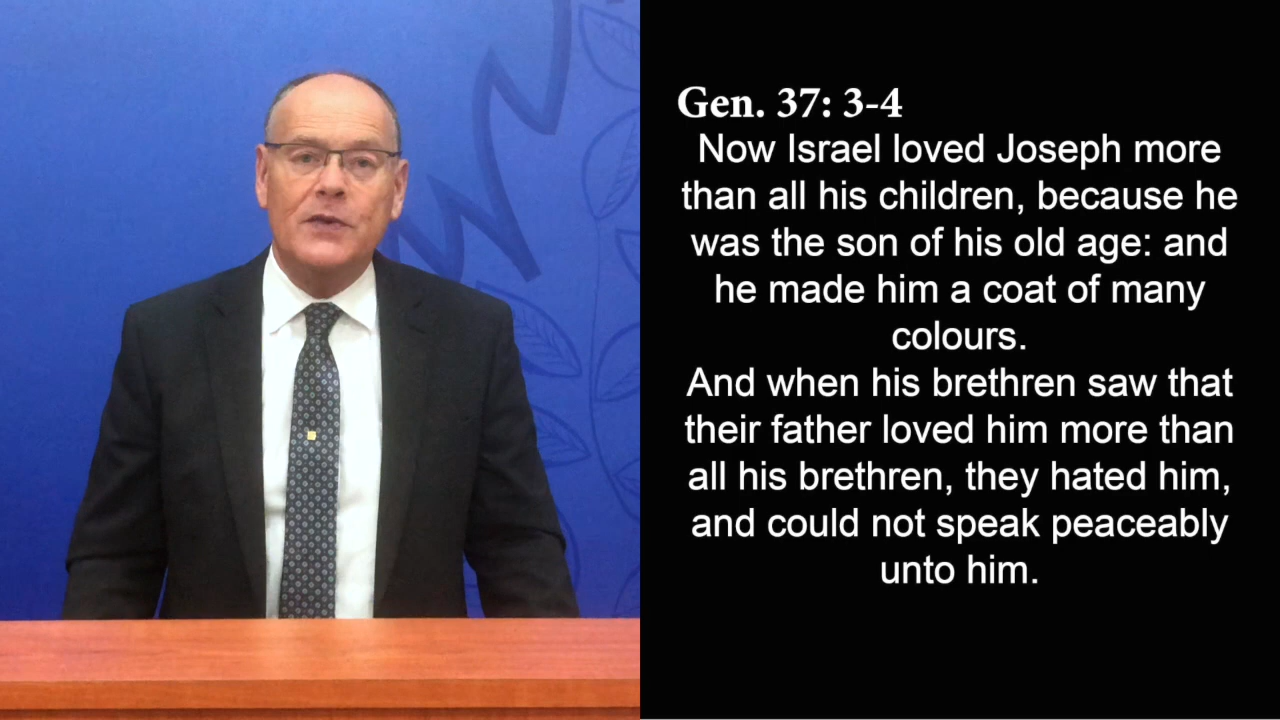 Gen. 37: 3-4
Now Israel loved Joseph more
than all his children, because he
was the son of his old age: and
he made him a coat of many
colours.
And when his brethren saw that
their father loved him more than
all his brethren, they hated him,
and could not speak peaceably
unto him.